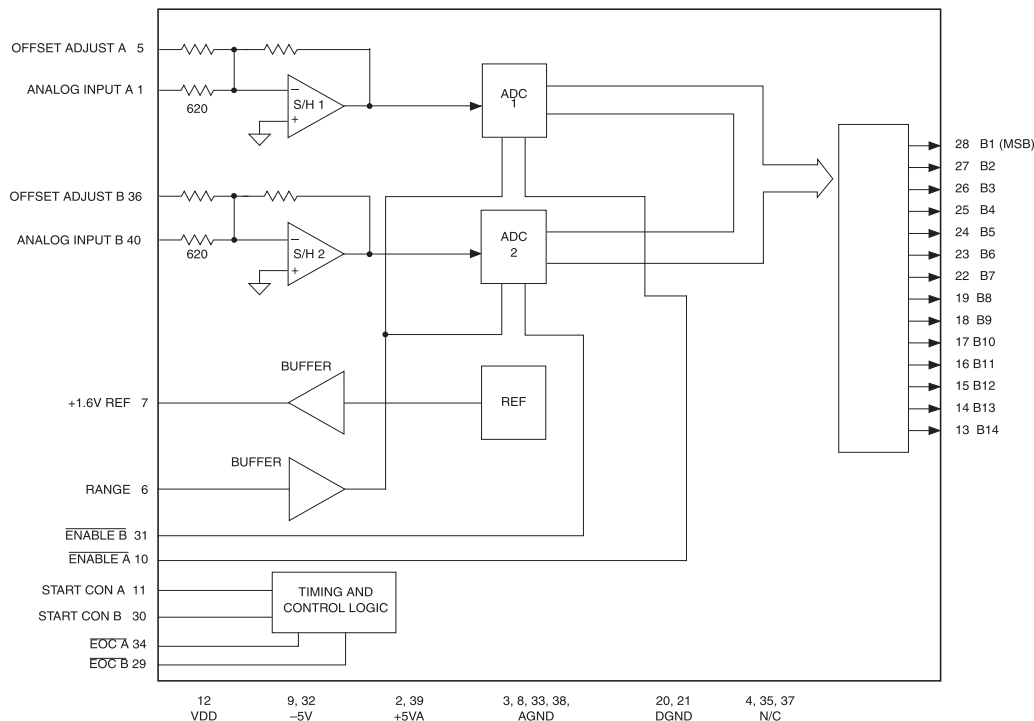 OFFSET ADJUST A 5
ANALOG INPUT A 1
620
S/H 1
−
+
ADC
1
OFFSET ADJUST B 36
ANALOG INPUT B 40
620
S/H 2
−
+
ADC
2
BUFFER
+1.6V REF 7
REF
BUFFER
RANGE 6
ENABLE B 31
ENABLE A 10
START CON A 11
START CON B 30
EOC A 34
EOC B 29
TIMING AND
CONTROL LOGIC
28 B1 (MSB)
27 B2
26 B3
25 B4
24 B5
23 B6
22 B7
19 B8
18 B9
17 B10
16 B11
15 B12
14 B13
13 B14
12
VDD
9, 32
–5V
2, 39
+5VA
3, 8, 33, 38,
AGND
20, 21
DGND
4, 35, 37
N/C